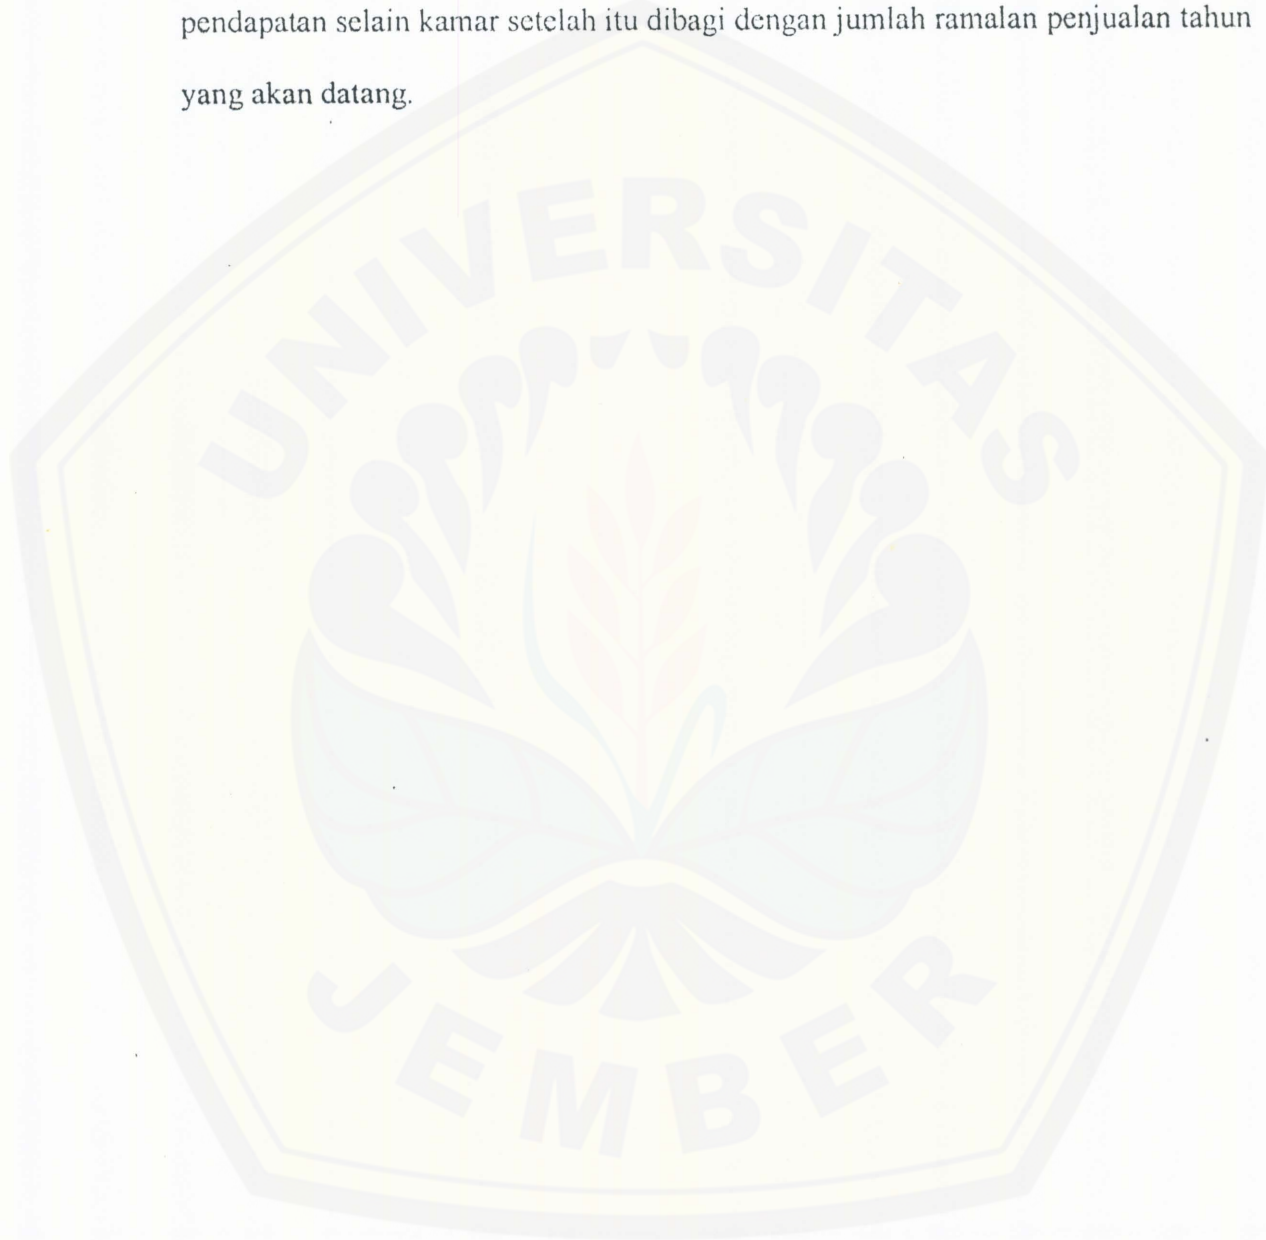 pendapatan selain kamar setelah itu dibagi dengan jumlah ramalan penjualan tahun
yang akan datang.
UNIVERSITAS
JEMBER